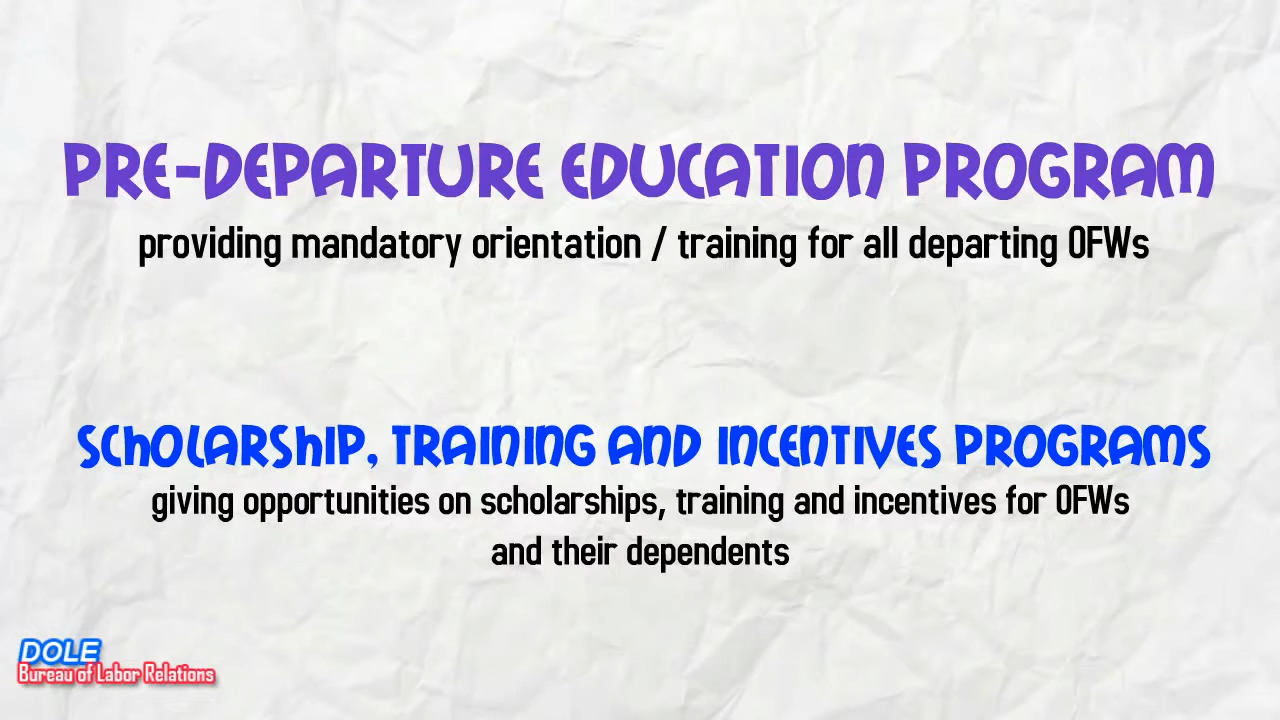 PRE-DEPARTURE EDUCATION PROGRAM
providing mandatory orientation / training for all departing OFWs
SChOLARShIP, TRAINING AND INCENTIVES PROGRAMS
giving opportunities on scholarships, training and incentives for OFWs
and their dependents
DOLE
Bureau of Labor Relations